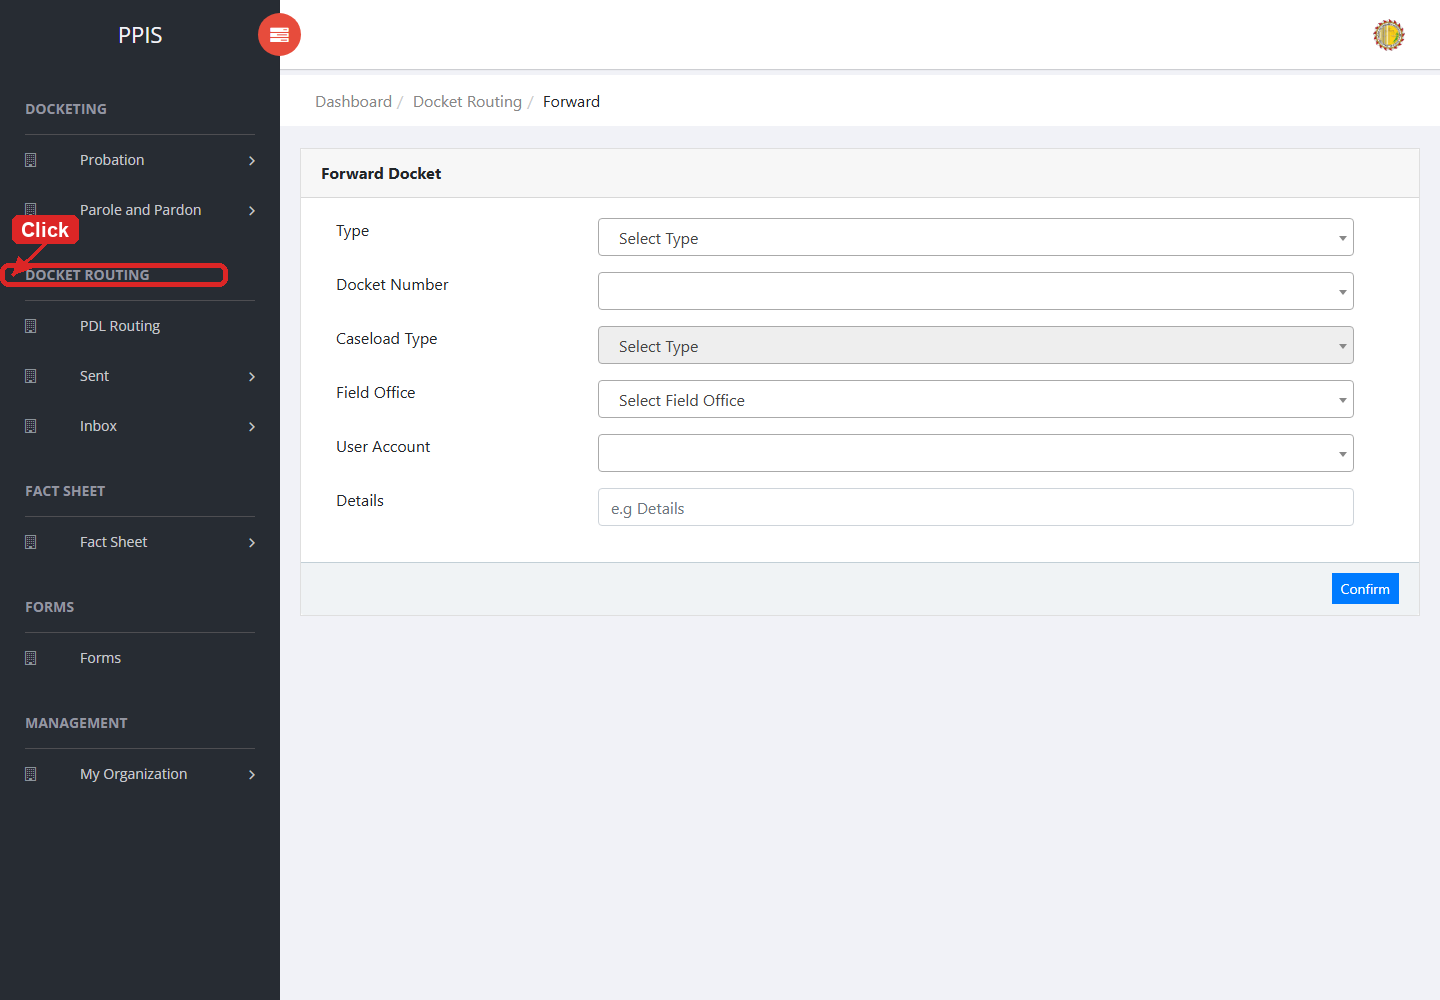 PPIS
DOCKETING
Probation
Parole and Pardon
Click
DOCKET ROUTING
PDL Routing
Sent
Inbox
FACT SHEET
Fact Sheet
FORMS
Forms
MANAGEMENT
My Organization
Dashboard / Docket Routing / Forward
Forward Docket
Type
Select Type
Docket Number
Caseload Type
Select Type
Field Office
Select Field Office
User Account
Details
e.g Details
Confirm